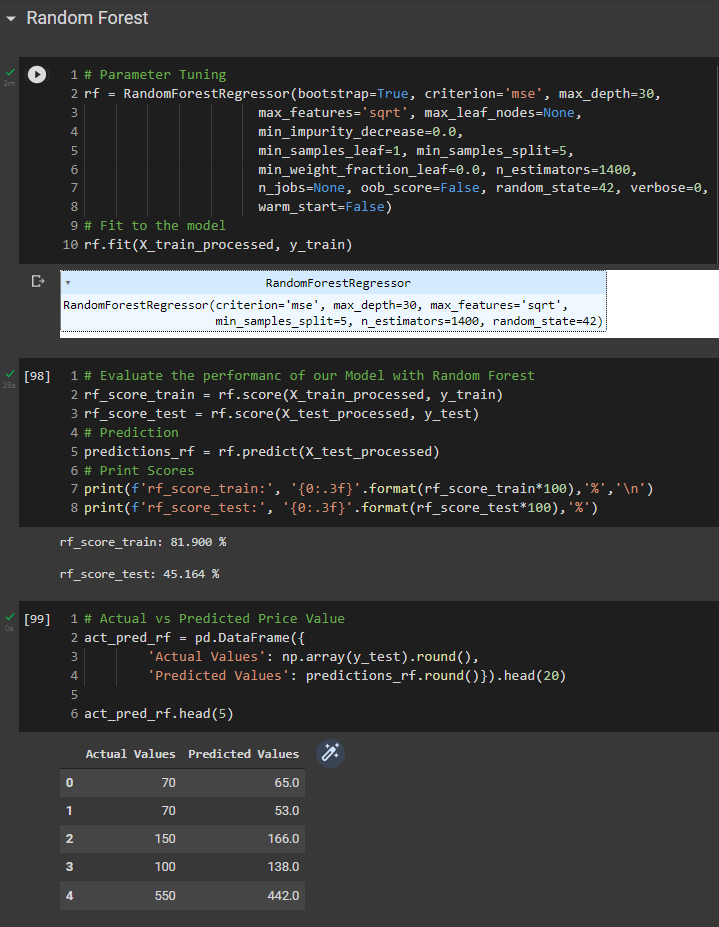 Random Forest
3m
1 # Parameter Tuning
2 rf = RandomForestRegressor(bootstrap=True, criterion='mse', max_depth=30,
3 max_features='sqrt', max_leaf_nodes=None,
4 min_impurity_decrease=0.0,
5 min_samples_leaf=1, min_samples_split=5,
6 min_weight_fraction_leaf=0.0, n_estimators=1400,
7 n_jobs=None, oob_score=False, random_state=42, verbose=0,
8 warm_start=False)
9 # Fit to the model
10 rf.fit(X_train_processed, y_train)
RandomForestRegressor
RandomForestRegressor(criterion='mse', max_depth=30, max_features='sqrt',
min_samples_split=5, n_estimators=1400, random_state=42)
28s
[98] 1 # Evaluate the performanc of our Model with Random Forest
2 rf_score_train = rf.score(X_train_processed, y_train)
3 rf_score_test = rf.score(X_test_processed, y_test)
4 # Prediction
5 predictions_rf = rf.predict(X_test_processed)
6 # Print Scores
7 print(f'rf_score_train:', '{0:.3f}'.format(rf_score_train*100),'%','\n')
8 print(f'rf_score_test:', '{0:.3f}'.format(rf_score_test*100),'%')
rf_score_train: 81.900 %
rf_score_test: 45.164 %
0s
[99] 1 # Actual vs Predicted Price Value
2 act_pred_rf = pd.DataFrame({
3 'Actual Values': np.array(y_test).round(),
4 'Predicted Values': predictions_rf.round()}).head(20)
5
6 act_pred_rf.head(5)
Actual Values Predicted Values
0 70 65.0
1 70 53.0
2 150 166.0
3 100 138.0
4 550 442.0